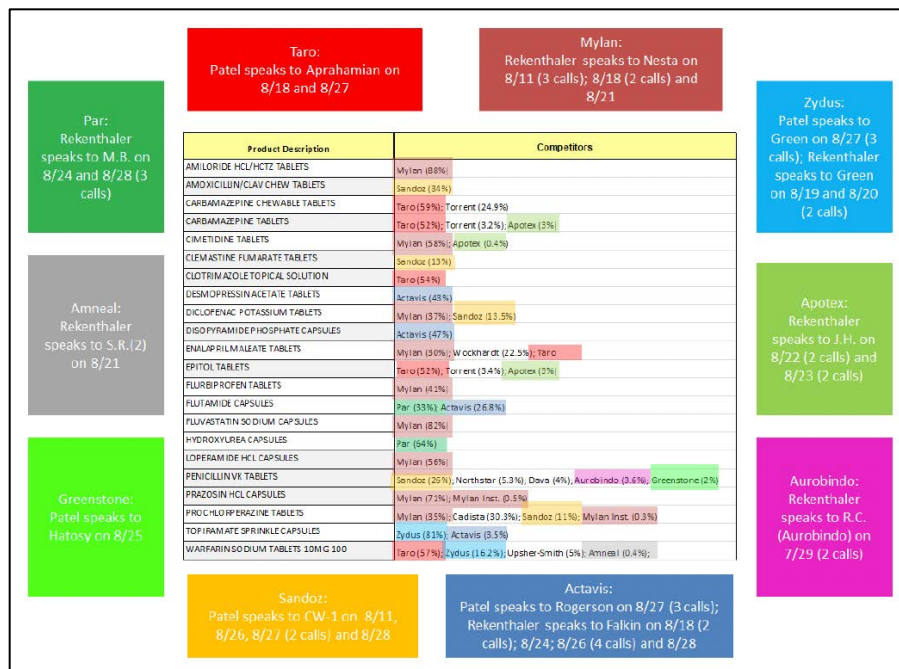 Taro:
Patel speaks to Aprahamian on
8/18 and 8/27
Mylan:
Rekenthaler speaks to Nesta on
8/11 (3 calls); 8/18 (2 calls) and
8/21
Par:
Rekenthaler
speaks to M.B. on
8/24 and 8/28 (3
calls)
Zydus:
Patel speaks to
Green on 8/27 (3
calls); Rekenthaler
speaks to Green
on 8/19 and 8/20
(2 calls)
Amneal:
Rekenthaler
speaks to S.R.(2)
on 8/21
Apotex:
Rekenthaler
speaks to J.H. on
8/22 (2 calls) and
8/23 (2 calls)
Greenstone:
Patel speaks to
Hatosy on 8/25
Aurobindo:
Rekenthaler
speaks to R.C.
(Aurobindo) on
7/29 (2 calls)
Product Description Competitors
AMILORIDE HCL/HCTZ TABLETS Mylan (88%)
AMOXICILLIN/CLAV CHEW TABLETS Sandoz (34%)
CARBAMAZEPINE CHEWABLE TABLETS Taro (59%); Torrent (24.9%)
CARBAMAZEPINE TABLETS Taro (52%); Torrent (3.2%); Apotex (3%)
CIMETIDINE TABLETS Mylan (58%); Apotex (0.4%)
CLEMASTINE FUMARATE TABLETS Sandoz (13%)
CLOTRIMAZOLE TOPICAL SOLUTION Taro (54%)
DESMOPRESSIN ACETATE TABLETS Actavis (43%)
DICLOFENAC POTASSIUM TABLETS Mylan (37%); Sandoz (13.5%)
DISOPYRAMIDE PHOSPHATE CAPSULES Actavis (47%)
ENALAPRIL MALEATE TABLETS Mylan (30%); Wockhardt (22.5%); Taro
EPITOL TABLETS Taro (52%); Torrent (3.4%); Apotex (3%)
FLURBIPROFEN TABLETS Mylan (41%)
FLUTAMIDE CAPSULES Par (33%); Actavis (26.8%)
FLUVASTATIN SODIUM CAPSULES Mylan (82%)
HYDROXYUREA CAPSULES Par (64%)
LOPERAMIDE HCL CAPSULES Mylan (56%)
PENICILLIN VK TABLETS Sandoz (26%), Northstar (5.3%), Dava (4%), Aurobindo (3.6%), Greenstone (2%)
PRAZOSIN HCL CAPSULES Mylan (71%); Mylan Inst. (0.5%)
PROCHLORPERAZINE TABLETS Mylan (35%); Cadista (30.3%); Sandoz (11%); Mylan Inst. (0.3%)
TOPIRAMATE SPRINKLE CAPSULES Zydus (81%); Actavis (3.5%)
WARFARIN SODIUM TABLETS 10MG 100 Taro (57%); Zydus (16.2%); Upsher-Smith (5%); Amneal (0.4%);
Sandoz:
Patel speaks to CW-1 on 8/11,
8/26, 8/27 (2 calls) and 8/28
Actavis:
Patel speaks to Rogerson on 8/27 (3 calls);
Rekenthaler speaks to Falkin on 8/18 (2
calls); 8/24; 8/26 (4 calls) and 8/28